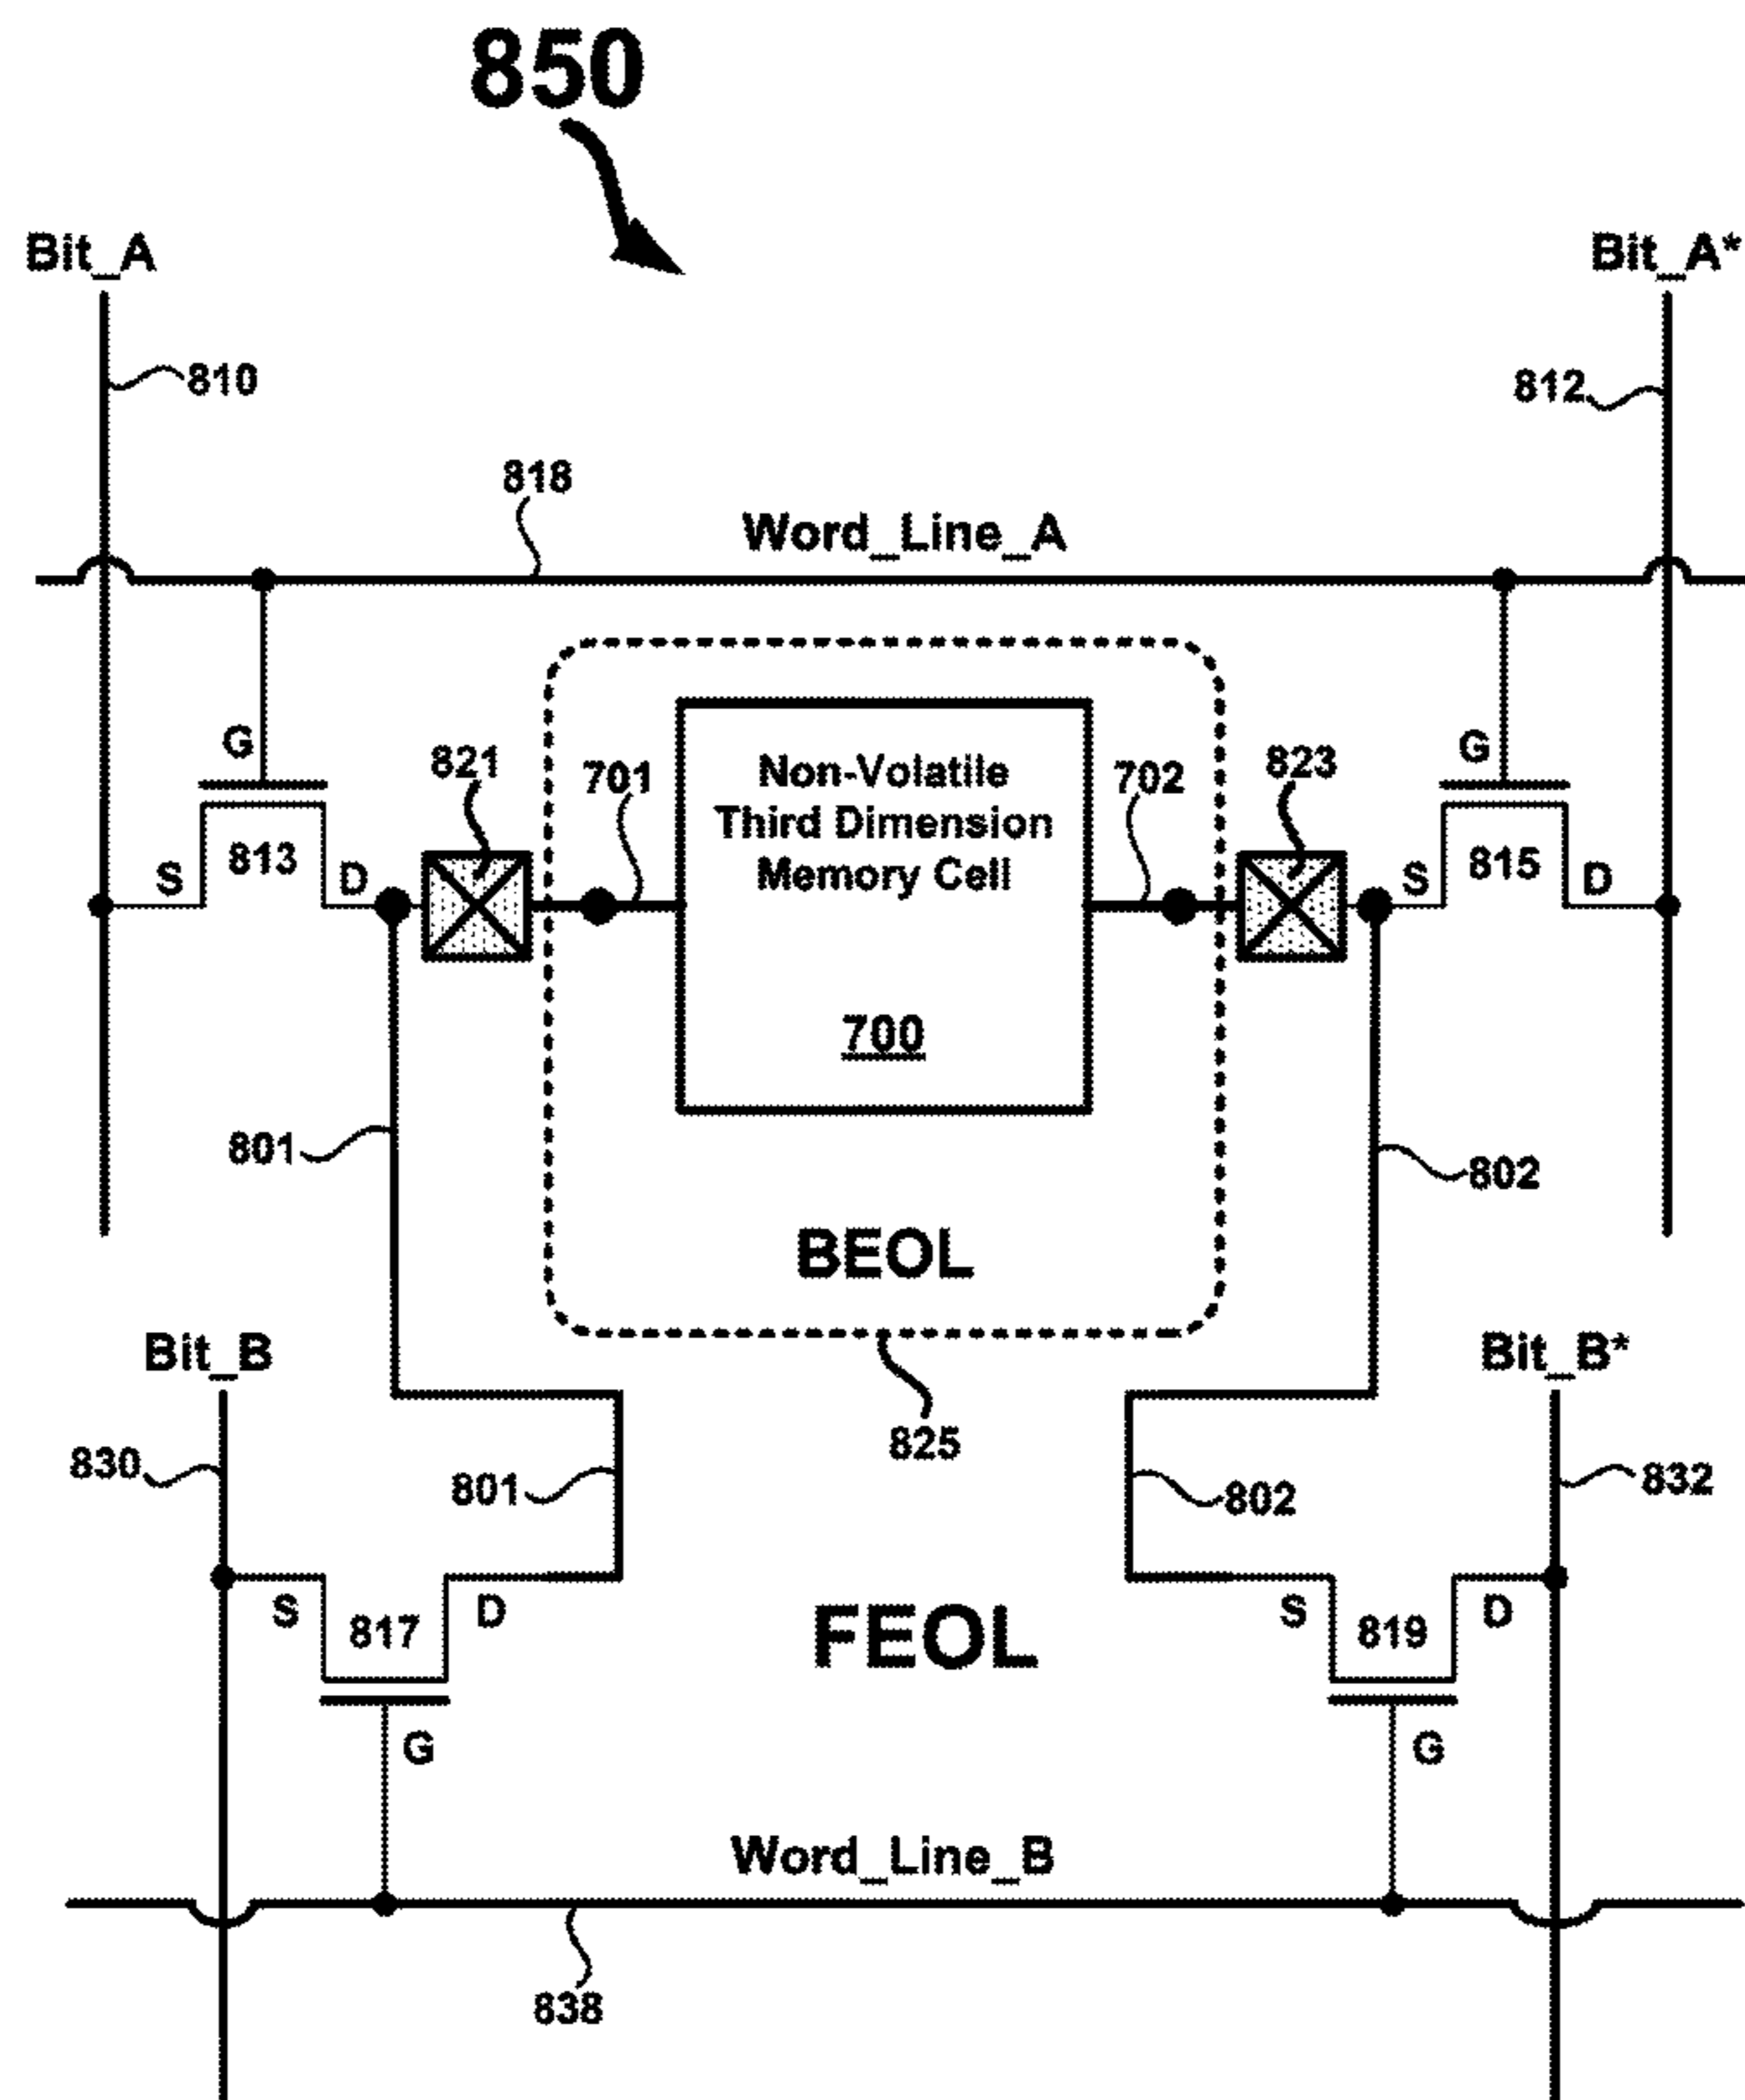 850
Bit_A
Bit_A*
810
812
818
Word_Line_A
G
G
821
701
Non-Volatile
Third Dimension
Memory Cell
702
823
S
813
D
S
815
D
700
801
802
BEOL
Bit_B
Bit_B*
825
830
801
802
832
S
817
D
FEOL
S
819
D
G
G
Word_Line_B
838